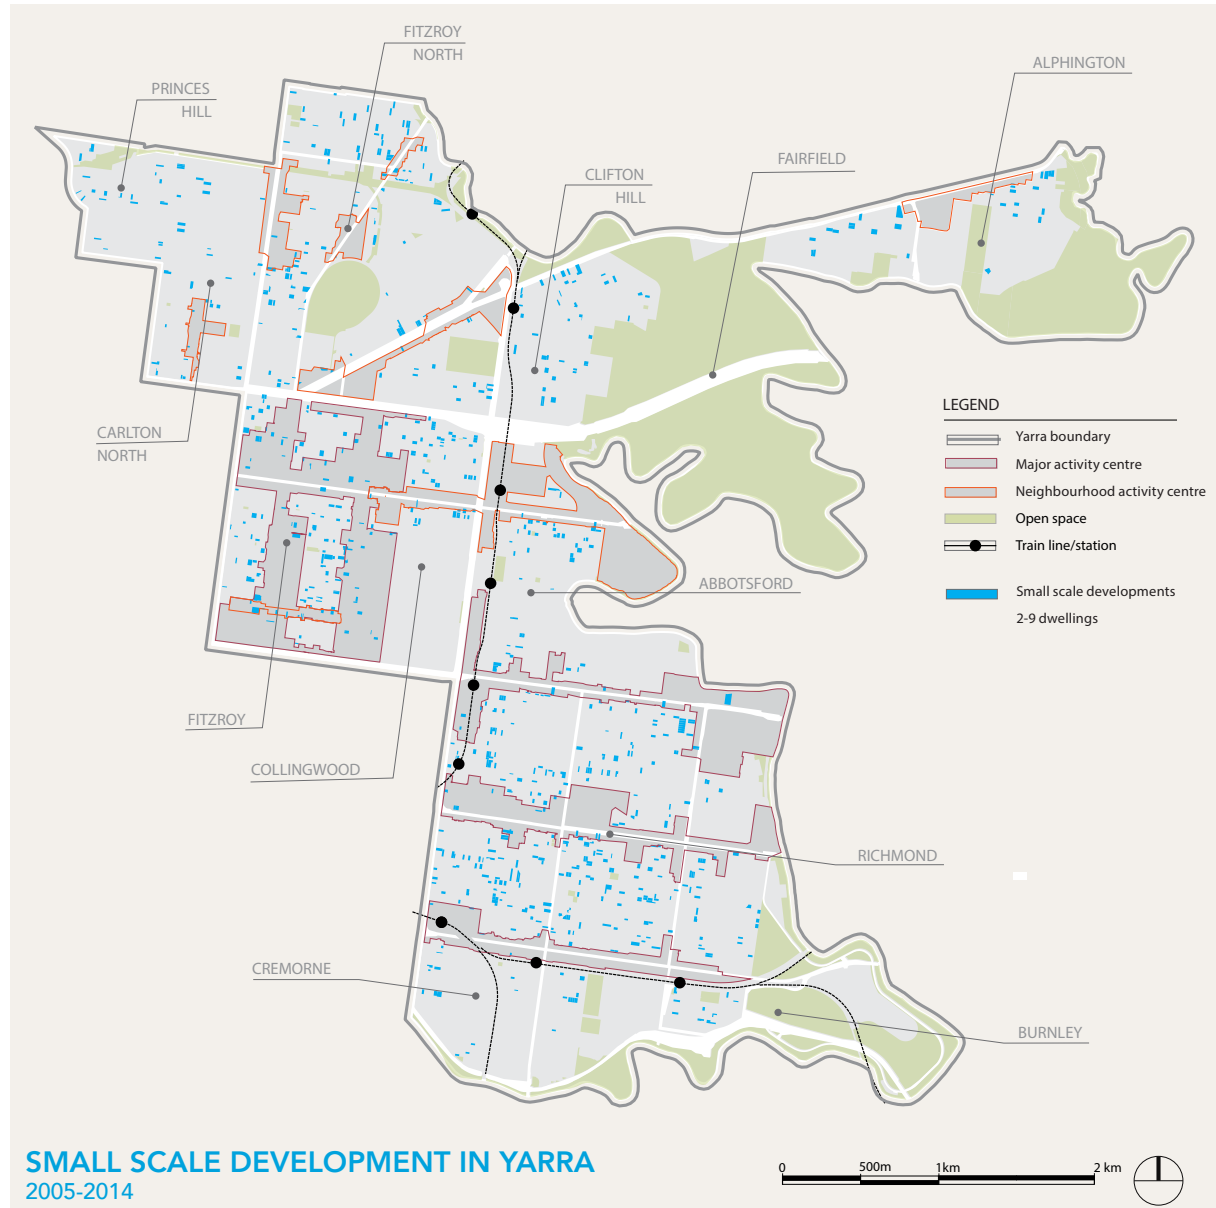 FITZROY
NORTH
ALPHINGTON
PRINCES
HILL
FAIRFIELD
CLIFTON
HILL
LEGEND
Yarra boundary
Major activity centre
Neighbourhood activity centre
Open space
Train line/station
Small scale developments
2-9 dwellings
CARLTON
NORTH
ABBOTSFORD
FITZROY
COLLINGWOOD
RICHMOND
CREMORNE
BURNLEY
SMALL SCALE DEVELOPMENT IN YARRA
2005-2014
0 500m 1km 2 km